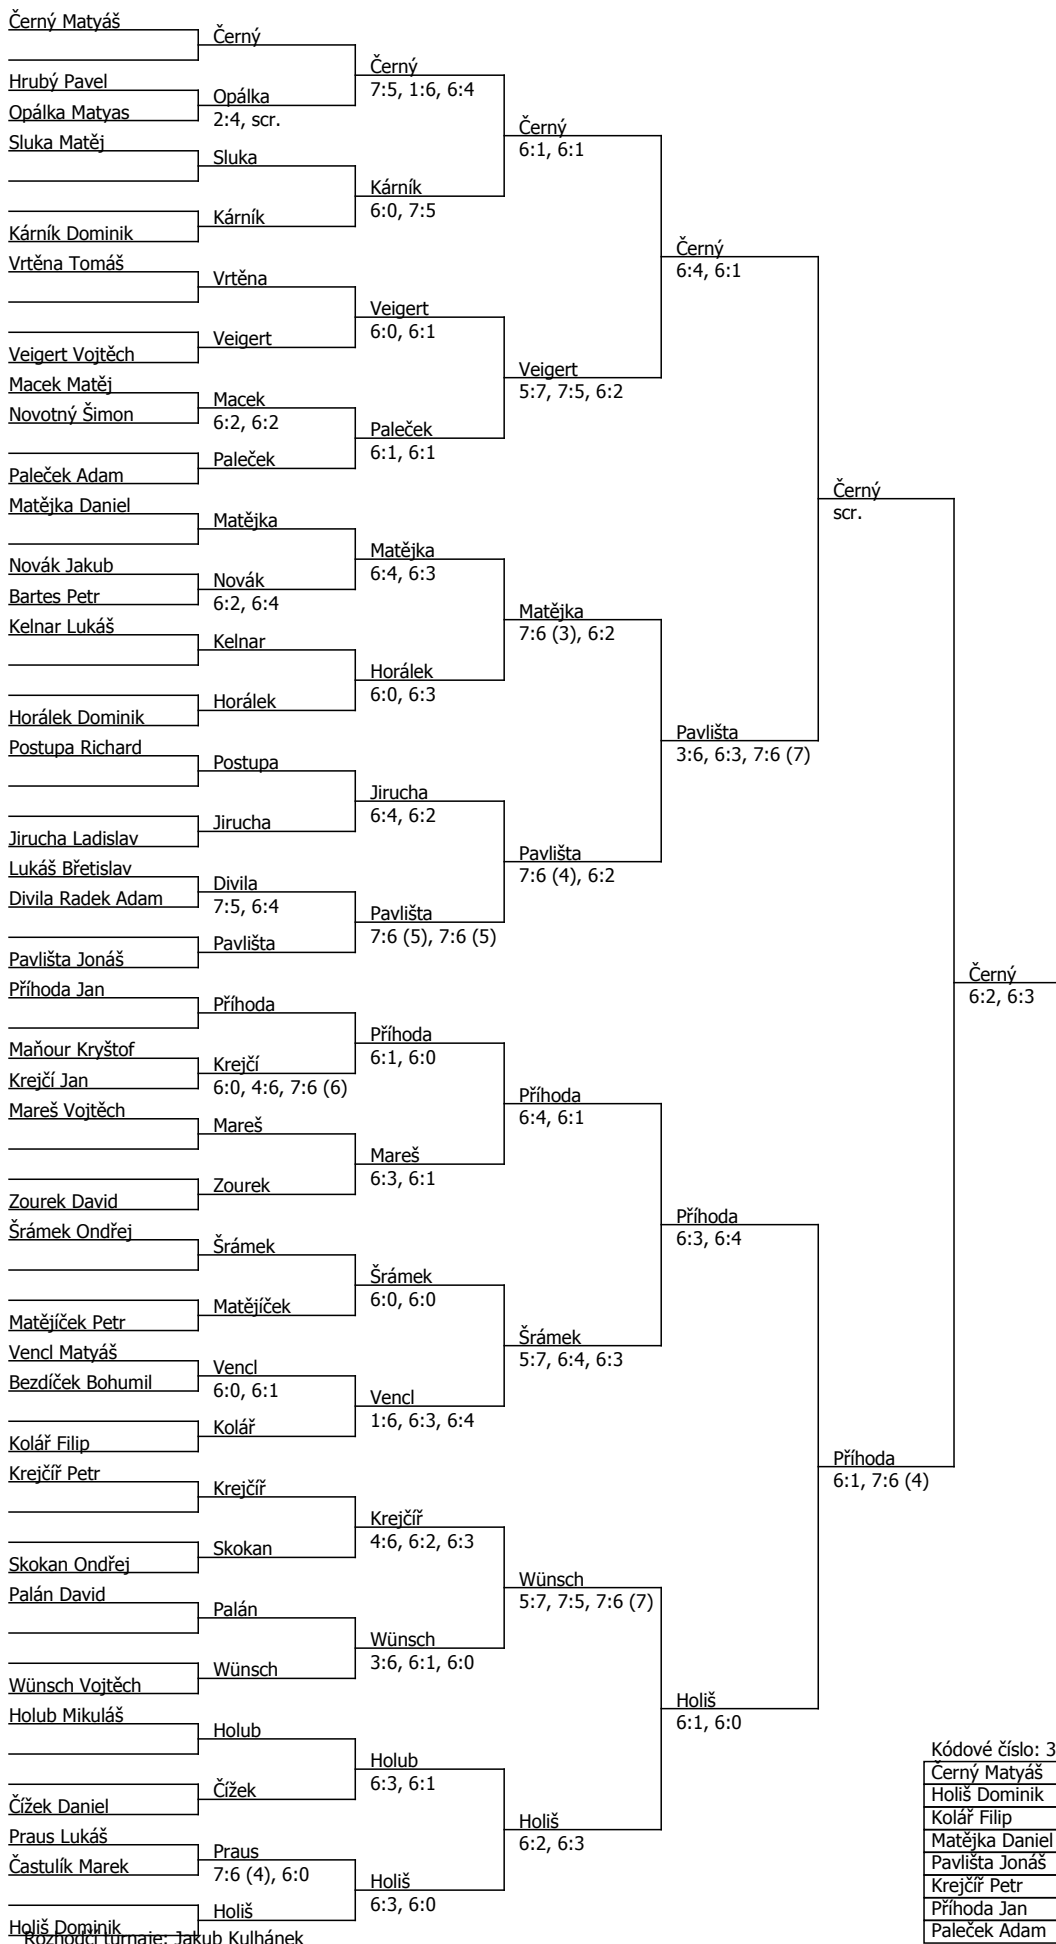 Černý Matyáš
Hrubý Pavel
Opálka Matyas
Sluka Matěj
Kárník Dominik
Vrtěna Tomáš
Veigert Vojtěch
Macek Matěj
Novotný Šimon
Paleček Adam
Matějka Daniel
Novák Jakub
Bartes Petr
Kelnar Lukáš
Horálek Dominik
Postupa Richard
Jirucha Ladislav
Lukáš Břetislav
Divila Radek Adam
Pavlišta Jonáš
Příhoda Jan
Maňour Kryštof
Krejčí Jan
Mareš Vojtěch
Zourek David
Šrámek Ondřej
Matějíček Petr
Vencl Matyáš
Bezdíček Bohumil
Kolář Filip
Krejčíř Petr
Skokan Ondřej
Palán David
Wünsch Vojtěch
Holub Mikuláš
Čížek Daniel
Praus Lukáš
Častulík Marek
Holiš Dominik
Černý
Opálka
2:4, scr.
Sluka
Kárník
Vrtěna
Veigert
Macek
6:2, 6:2
Paleček
Matějka
Novák
6:2, 6:4
Kelnar
Horálek
Postupa
Jirucha
Divila
7:5, 6:4
Pavlišta
Příhoda
Krejčí
6:0, 4:6, 7:6 (6)
Mareš
Zourek
Šrámek
Matějíček
Vencl
6:0, 6:1
Kolář
Krejčíř
Skokan
Palán
Wünsch
Holub
Čížek
Praus
7:6 (4), 6:0
Holiš
Černý
7:5, 1:6, 6:4
Kárník
6:0, 7:5
Veigert
6:0, 6:1
Paleček
6:1, 6:1
Matějka
6:4, 6:3
Horálek
6:0, 6:3
Jirucha
6:4, 6:2
Pavlišta
7:6 (5), 7:6 (5)
Příhoda
6:1, 6:0
Mareš
6:3, 6:1
Šrámek
6:0, 6:0
Vencl
1:6, 6:3, 6:4
Krejčíř
4:6, 6:2, 6:3
Wünsch
3:6, 6:1, 6:0
Holub
6:3, 6:1
Holiš
6:3, 6:0
Černý
6:1, 6:1
Veigert
5:7, 7:5, 6:2
Matějka
7:6 (3), 6:2
Pavlišta
7:6 (4), 6:2
Příhoda
6:4, 6:1
Šrámek
5:7, 6:4, 6:3
Wünsch
5:7, 7:5, 7:6 (7)
Holiš
6:2, 6:3
Černý
6:4, 6:1
Pavlišta
3:6, 6:3, 7:6 (7)
Příhoda
6:3, 6:4
Holiš
6:1, 6:0
Černý
scr.
Příhoda
6:1, 7:6 (4)
Černý
6:2, 6:3
Kódové číslo: 3
Černý Matyáš
Holiš Dominik
Kolář Filip
Matějka Daniel
Pavlišta Jonáš
Krejčíř Petr
Příhoda Jan
Paleček Adam
Rozhodčí turnaje: Jakub Kulhánek